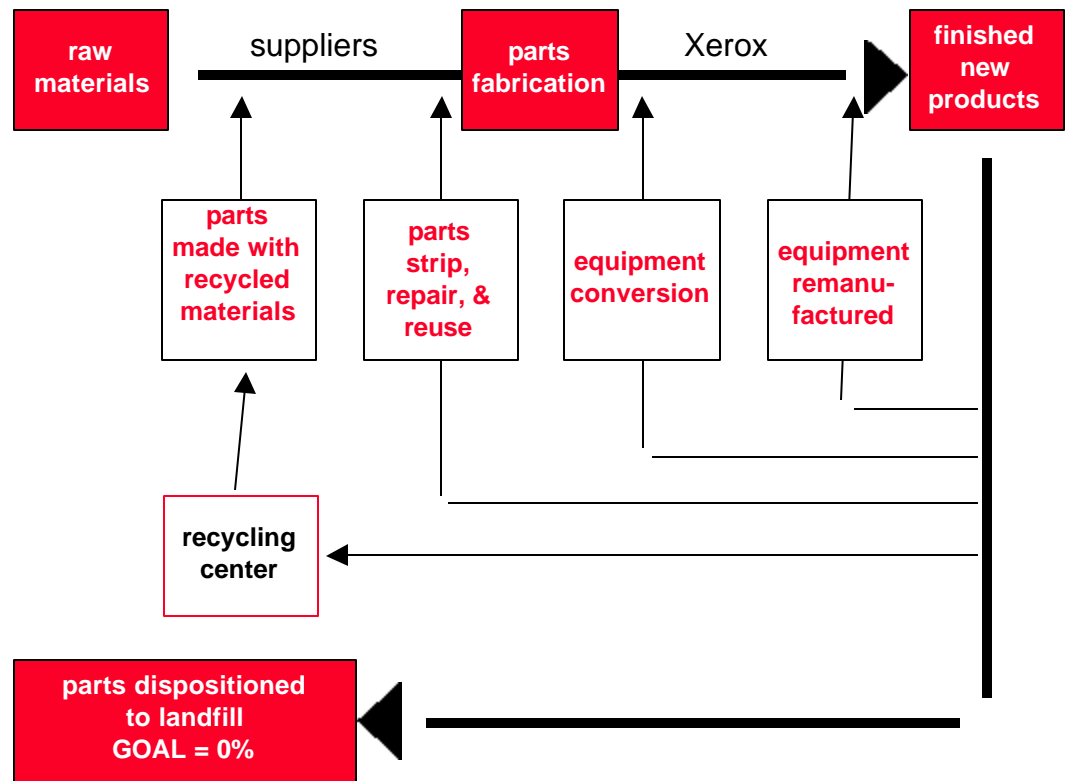 raw
materials
suppliers
parts
fabrication
Xerox
finished
new
products
parts
made with
recycled
materials
parts
strip,
repair, &
reuse
equipment
conversion
equipment
remanu-
factured
recycling
center
parts dispositioned
to landfill
GOAL = 0%